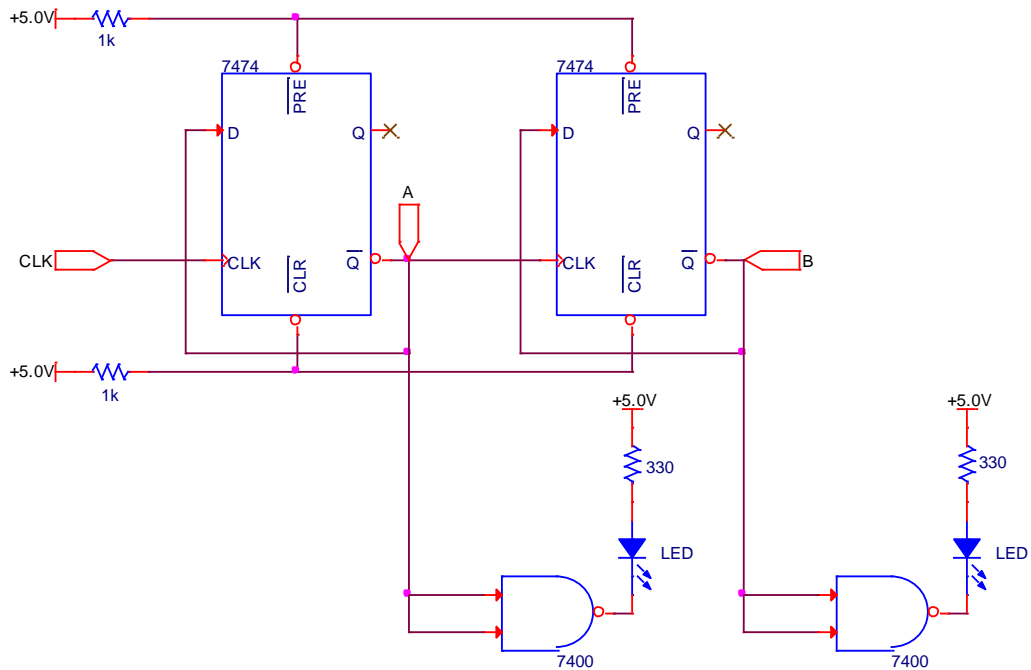 +5.0V
1k
7474
7474
PRE
PRE
D
Q
D
Q
A
CLK
CLK
CLR
Q
CLK
CLR
Q
B
+5.0V
1k
+5.0V
+5.0V
330
330
LED
LED
7400
7400